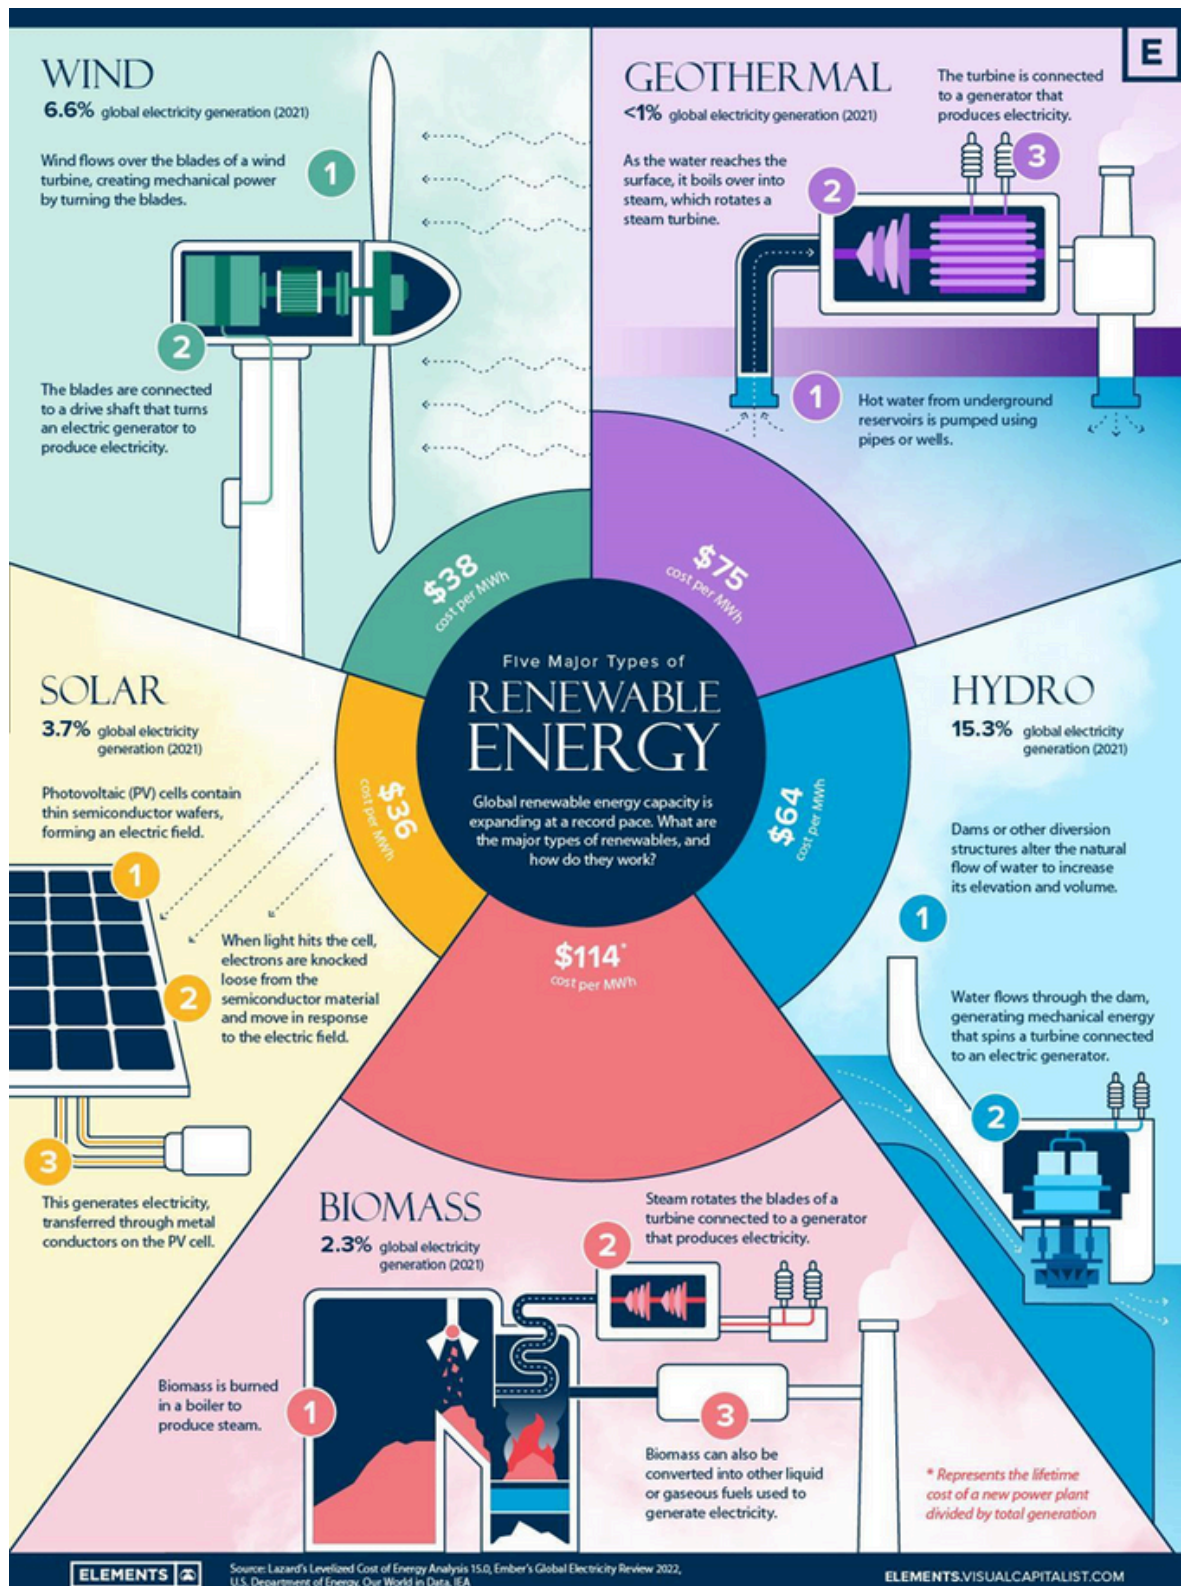 E
WIND
6.6% global electricity generation (2021)
Wind flows over the blades of a wind
turbine, creating mechanical power
by turning the blades.
1
2
The blades are connected
to a drive shaft that turns
an electric generator to
produce electricity.
$38
cost per MWh
GEOTHERMAL
<1% global electricity generation (2021)
The turbine is connected
to a generator that
produces electricity.
3
As the water reaches the
surface, it boils over into
steam, which rotates a
steam turbine.
2
1
Hot water from underground
reservoirs is pumped using
pipes or wells.
$75
cost per MWh
Five Major Types of
RENEWABLE
ENERGY
Global renewable energy capacity is
expanding at a record pace. What are
the major types of renewables, and
how do they work?
SOLAR
3.7% global electricity
generation (2021)
Photovoltaic (PV) cells contain
thin semiconductor wafers,
forming an electric field.
1
When light hits the cell,
electrons are knocked
loose from the
semiconductor material
and move in response
to the electric field.
2
3
This generates electricity,
transferred through metal
conductors on the PV cell.
$36
cost per MWh
HYDRO
15.3% global electricity
generation (2021)
Dams or other diversion
structures alter the natural
flow of water to increase
its elevation and volume.
1
Water flows through the dam,
generating mechanical energy
that spins a turbine connected
to an electric generator.
2
$64
cost per MWh
$114*
cost per MWh
BIOMASS
2.3% global electricity
generation (2021)
Steam rotates the blades of a
turbine connected to a generator
that produces electricity.
2
Biomass is burned
in a boiler to
produce steam.
1
3
Biomass can also be
converted into other liquid
or gaseous fuels used to
generate electricity.
* Represents the lifetime
cost of a new power plant
divided by total generation
ELEMENTS
Source: Lazard's Levelized Cost of Energy Analysis 15.0, Ember's Global Electricity Review 2022,
U.S. Department of Energy, Our World in Data, IEA
ELEMENTS.VISUALCAPITALIST.COM